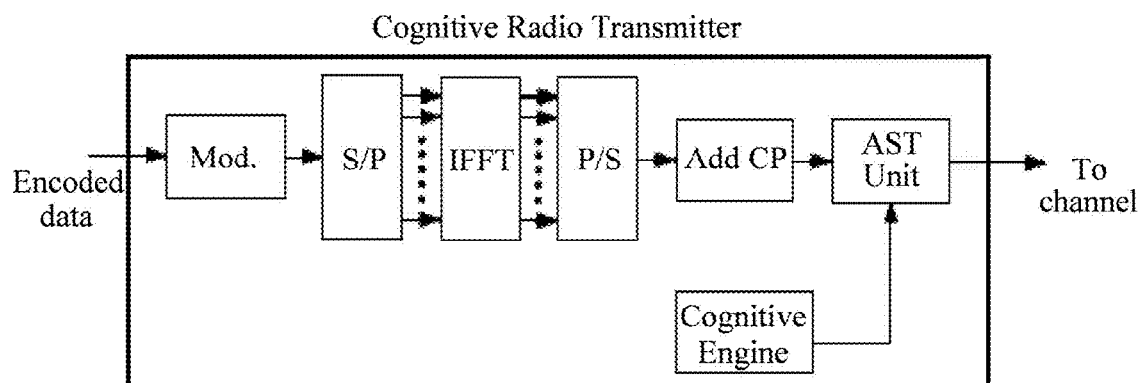 Cognitive Radio Transmitter
Encoded
data
Mod.
S/P
IFFT
P/S
Add CP
AST
Unit
To
channel
Cognitive
Engine